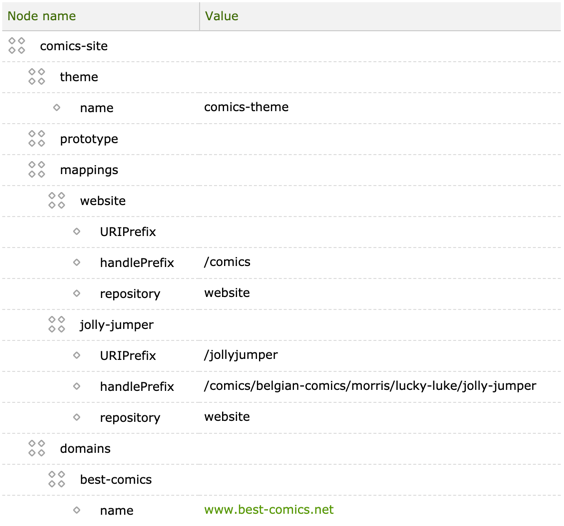 Node name Value
comics-site
theme
name comics-theme
prototype
mappings
website
URIPrefix
handlePrefix /comics
repository website
jolly-jumper
URIPrefix /jollyjumper
handlePrefix /comics/belgian-comics/morris/lucky-luke/jolly-jumper
repository website
domains
best-comics
name www.best-comics.net